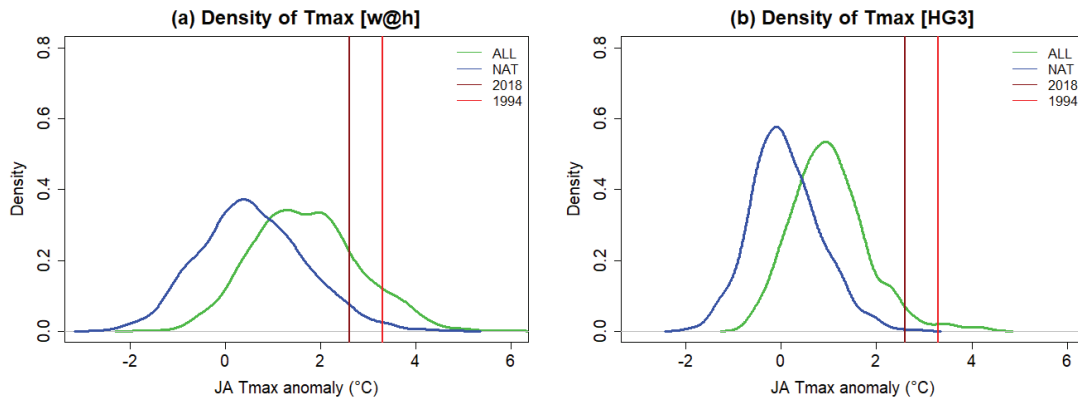 (a) Density of Tmax [w@h]
0.8
0.6
0.4
0.2
0.0
Density
ALL
NAT
2018
1994
-2
0
2
4
6
JA Tmax anomaly (°C)
(b) Density of Tmax [HG3]
0.8
0.6
0.4
0.2
0.0
Density
ALL
NAT
2018
1994
-2
0
2
4
6
JA Tmax anomaly (°C)